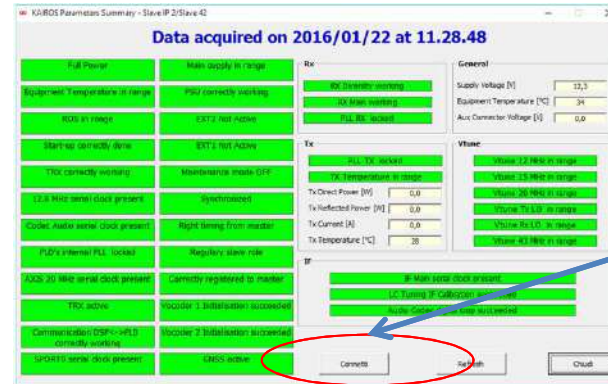 KAIROS Parameters Summary - Slave IP 2/Slave 42
Data acquired on 2016/01/22 at 11.28.48
Full Power
Equipment Temperature in range
ROS in range
Start-up correctly done
TRX correctly working
12.8 MHz serial clock present
Codec Audio serial clock present
PLD's internal PLL locked
AXIS 20 MHz serial clock present
TRX active
Communication DSP<->PLD
correctly working
SPORT0 serial clock present
Main supply in range
PSU correctly working
EXT2 Not Active
EXT1 Not Active
Maintenance mode OFF
Synchronized
Right timing from master
Regulary slave role
Correctly registered to master
Vocoder 1 Initialisation succeeded
Vocoder 2 Initialisation succeeded
GNSS active
Rx
RX Diversity working
RX Main working
PLL RX locked
Tx
PLL TX locked
TX Temperature in range
Tx Direct Power [W] 0,0
Tx Reflected Power [W] 0,0
Tx Current [A] 0,0
Tx Temperature [°C] 28
General
Supply Voltage [V] 12,3
Equipment Temperature [°C] 34
Aux Connector Voltage [V] 0,0
Vtune
Vtune 12 MHz in range
Vtune 15 MHz in range
Vtune 20 MHz in range
Vtune Tx LO in range
Vtune Rx LO in range
Vtune 43 MHz in range
IF
IF Main serial clock present
LC Tuning IF Calibration succeeded
Audio Codec digital loop succeeded
Connetti
Refresh
Chiudi